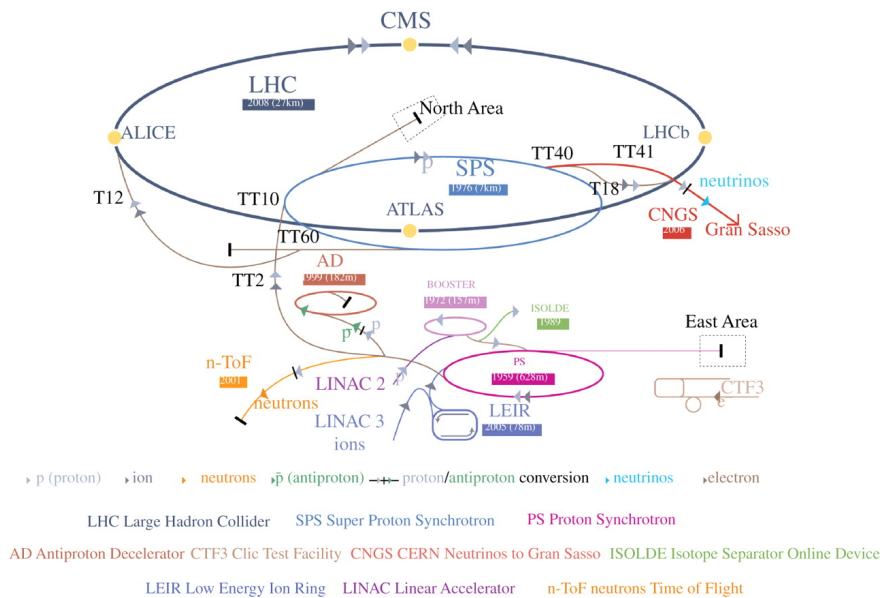 CMS
LHC
2008 (27km)
North Area
ALICE
LHCb
p
SPS
1976 (7km)
TT40
TT41
T12
TT10
T18
neutrinos
ATLAS
CNGS
2006
Gran Sasso
TT60
TT2
AD
1999 (182m)
BOOSTER
1972 (157m)
ISOLDE
1989
p̄
p
East Area
n-ToF
2001
neutrons
LINAC 2
p
PS
1959 (628m)
CTF3
e
LINAC 3
ions
LEIR
2005 (78m)
p (proton) ion neutrons p̄ (antiproton) proton/antiproton conversion neutrinos electron
LHC Large Hadron Collider SPS Super Proton Synchrotron PS Proton Synchrotron
AD Antiproton Decelerator CTF3 Clic Test Facility CNGS CERN Neutrinos to Gran Sasso ISOLDE Isotope Separator Online Device
LEIR Low Energy Ion Ring LINAC Linear Accelerator n-ToF neutrons Time of Flight